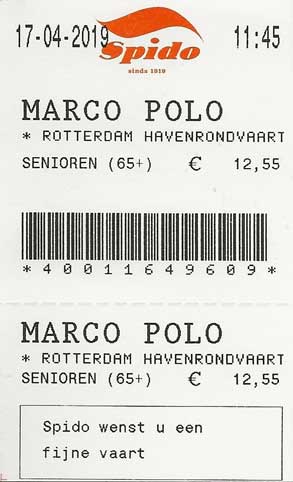 17-04-2019 Spido 11:45
sinds 1919
MARCO POLO
* ROTTERDAM HAVENRONDVAART
SENIOREN (65+) € 12,55
*40011649609*
MARCO POLO
* ROTTERDAM HAVENRONDVAART
SENIOREN (65+) € 12,55
Spido wenst u een
fijne vaart